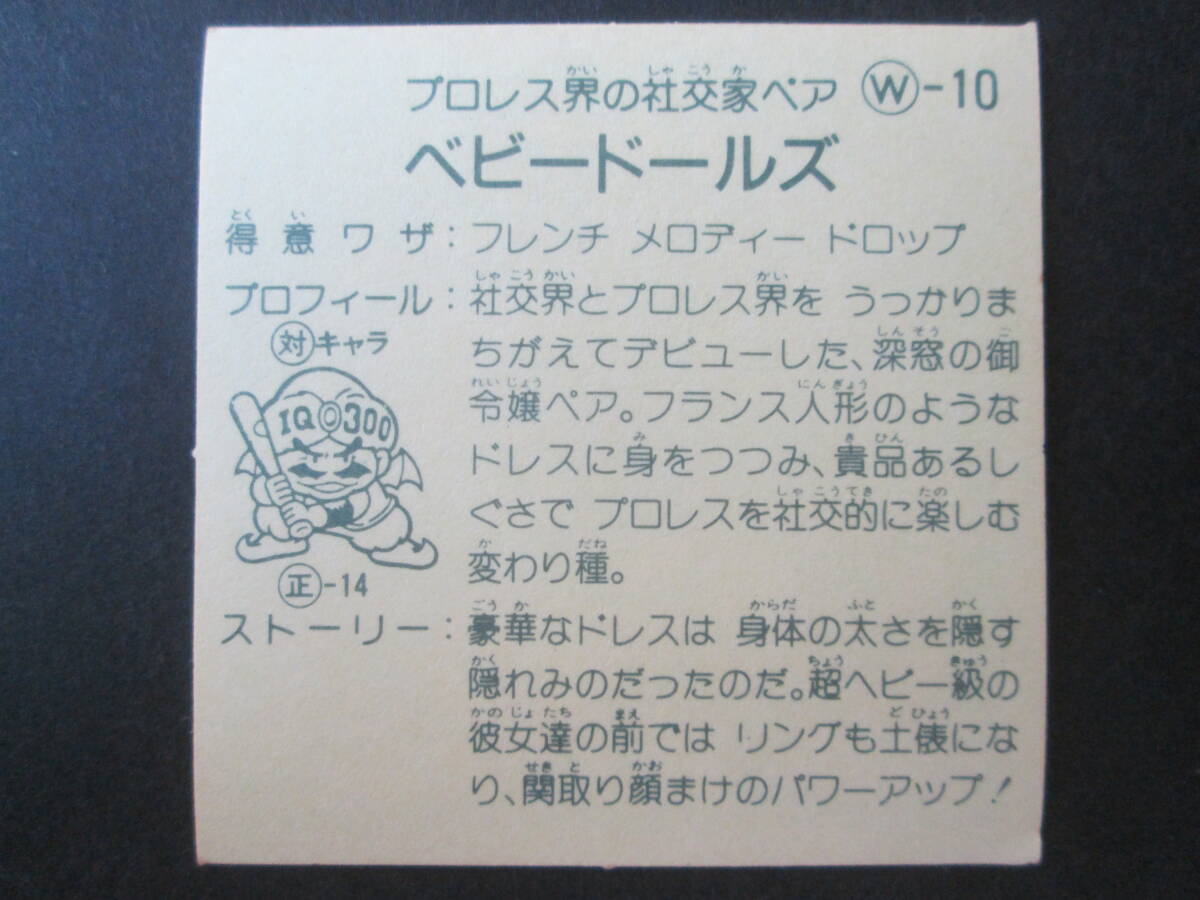 プロレス界の社交家ペア Ⓦ-10
ベビードールズ
得意ワザ：フレンチ メロディー ドロップ
プロフィール：社交界とプロレス界を うっかりま
ちがえてデビューした、深窓の御
令嬢ペア。フランス人形のような
ドレスに身をつつみ、貴品あるし
ぐさで プロレスを社交的に楽しむ
変わり種。
対キャラ
IQ 300
正-14
ストーリー：豪華なドレスは 身体の太さを隠す
隠れみのだったのだ。超ヘビー級の
彼女達の前では リングも土俵にな
り、関取り顔まけのパワーアップ！